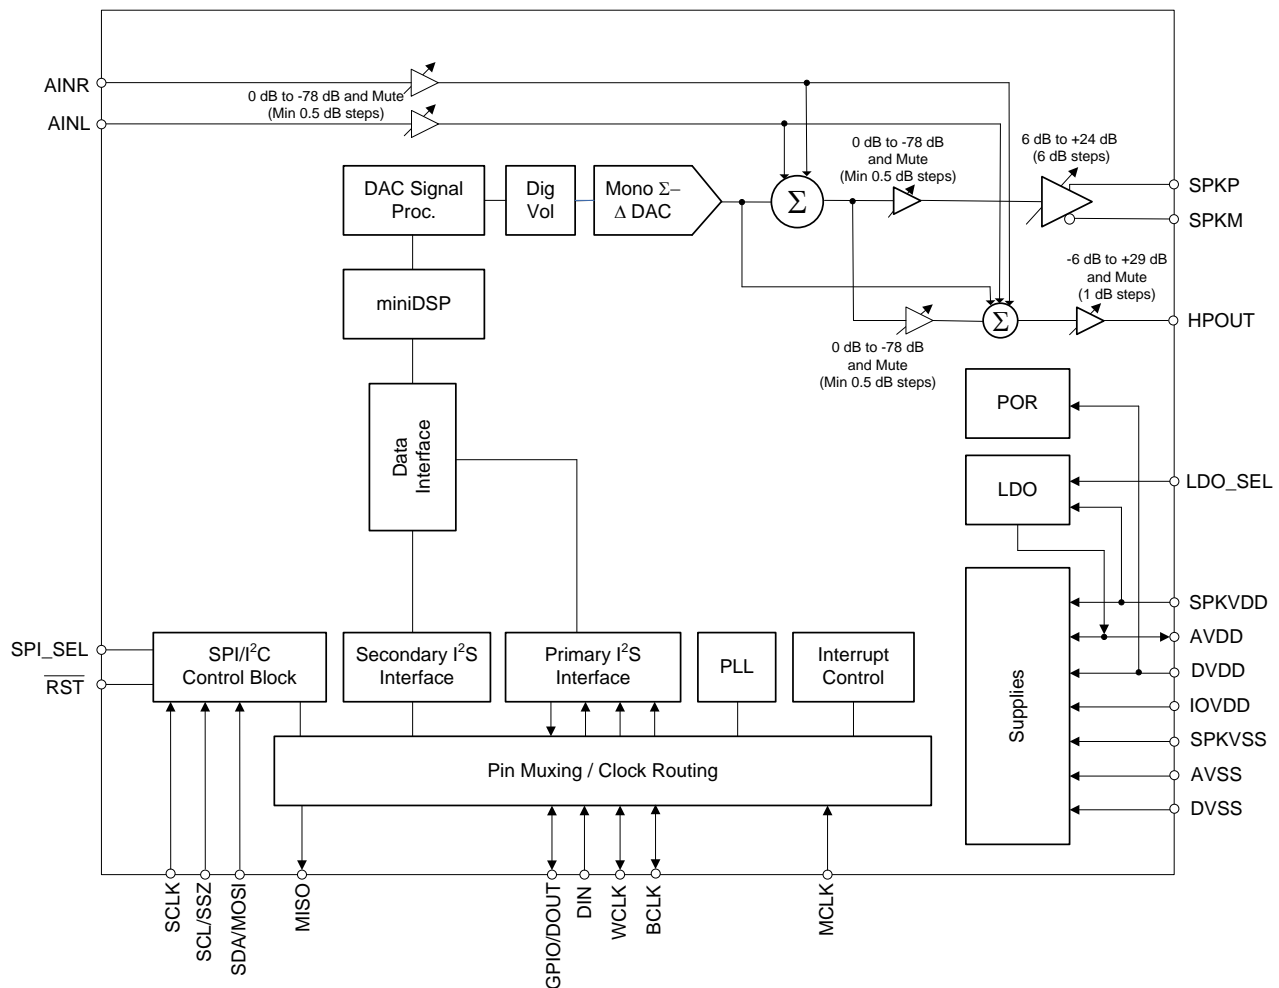 AINR
0 dB to -78 dB and Mute
(Min 0.5 dB steps)
AINL
0 dB to -78 dB
and Mute
(Min 0.5 dB steps)
6 dB to +24 dB
(6 dB steps)
DAC Signal
Proc.
Dig
Vol
Mono Σ–
Δ DAC
Σ
SPKP
SPKM
-6 dB to +29 dB
and Mute
(1 dB steps)
miniDSP
Σ
HPOUT
0 dB to -78 dB
and Mute
(Min 0.5 dB steps)
POR
Data
Interface
LDO
LDO_SEL
SPKVDD
AVDD
DVDD
IOVDD
SPKVSS
AVSS
DVSS
Supplies
SPI_SEL
RST
SPI/I²C
Control Block
Secondary I²S
Interface
Primary I²S
Interface
PLL
Interrupt
Control
Pin Muxing / Clock Routing
SCLK
SCL/SSZ
SDA/MOSI
MISO
GPIO/DOUT
DIN
WCLK
BCLK
MCLK